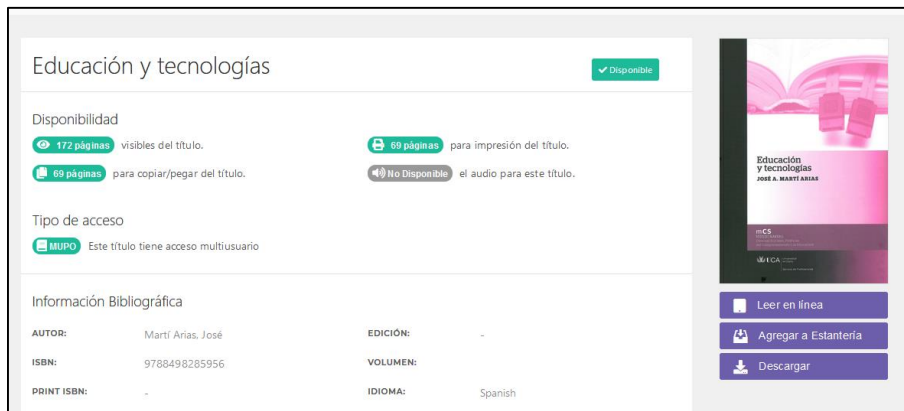 Educación y tecnologías
Disponible
Disponibilidad
172 páginas visibles del título.
69 páginas para impresión del título.
69 páginas para copiar/pegar del título.
No Disponible el audio para este título.
Tipo de acceso
MUPO Este título tiene acceso multiusuario
Información Bibliográfica
AUTOR: Martí Arias, José
EDICIÓN: -
ISBN: 9788498285956
VOLUMEN:
PRINT ISBN: -
IDIOMA: Spanish
Educación
y tecnologías
JOSÉ A. MARTÍ ARIAS
mCS
UCA
Leer en línea
Agregar a Estantería
Descargar